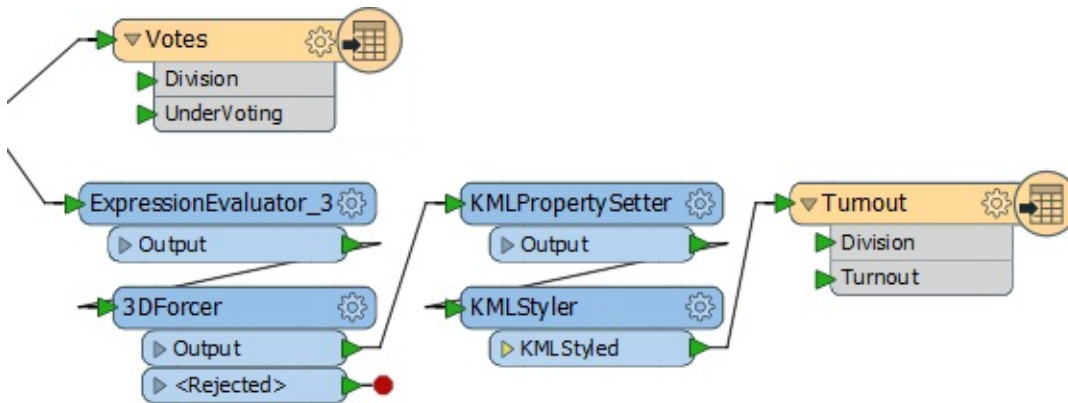 Votes
Division
UnderVoting
ExpressionEvaluator_3
Output
3DForcer
Output
<Rejected>
KMLPropertySetter
Output
KMLStyler
KMLStyled
Turnout
Division
Turnout